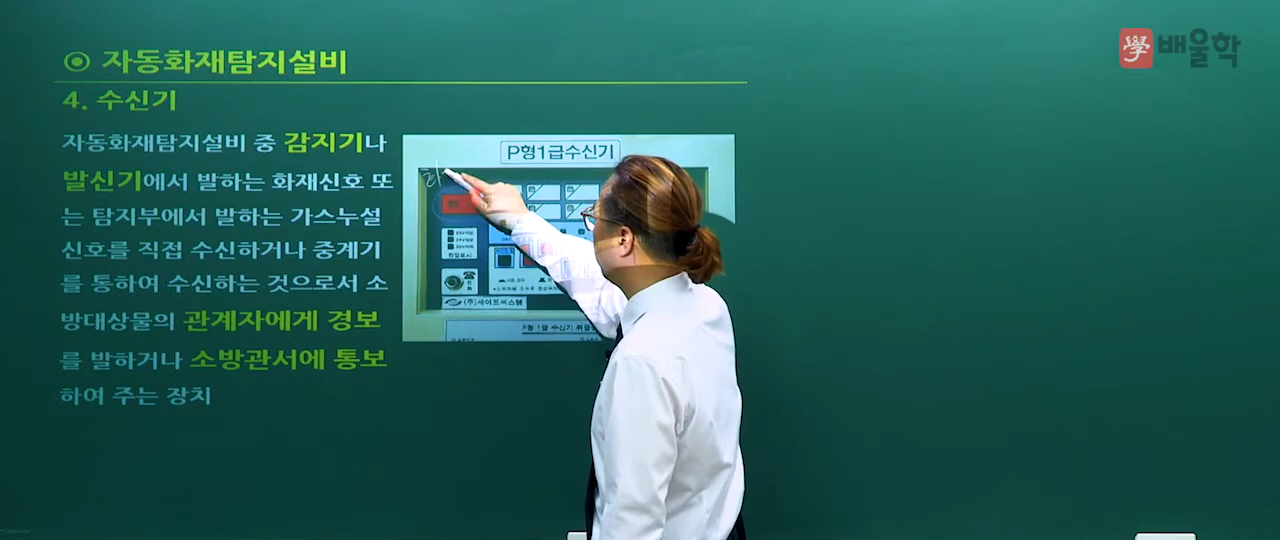 자동화재탐지설비
學 배울학
4. 수신기
자동화재탐지설비 중 감지기나
발신기에서 발하는 화재신호 또
는 탐지부에서 발하는 가스누설
신호를 직접 수신하거나 중계기
를 통하여 수신하는 것으로서 소
방대상물의 관계자에게 경보
를 발하거나 소방관서에 통보
하여 주는 장치
P형1급수신기
화
(주)세이프씨스템
P형 1급 수신기 취급